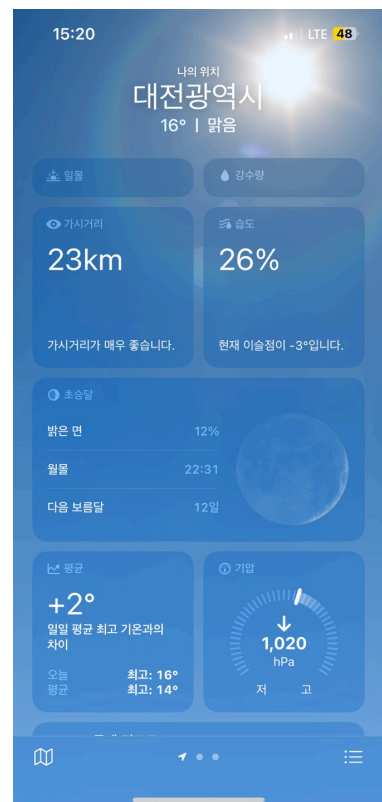 15:20
LTE 48
나의 위치
대전광역시
16° | 맑음
일몰
강수량
가시거리
23km
가시거리가 매우 좋습니다.
습도
26%
현재 이슬점이 -3°입니다.
초승달
밝은 면 12%
월몰 22:31
다음 보름달 12일
평균
+2°
일일 평균 최고 기온과의
차이
오늘 최고: 16°
평균 최고: 14°
기압
1,020
hPa
저 고